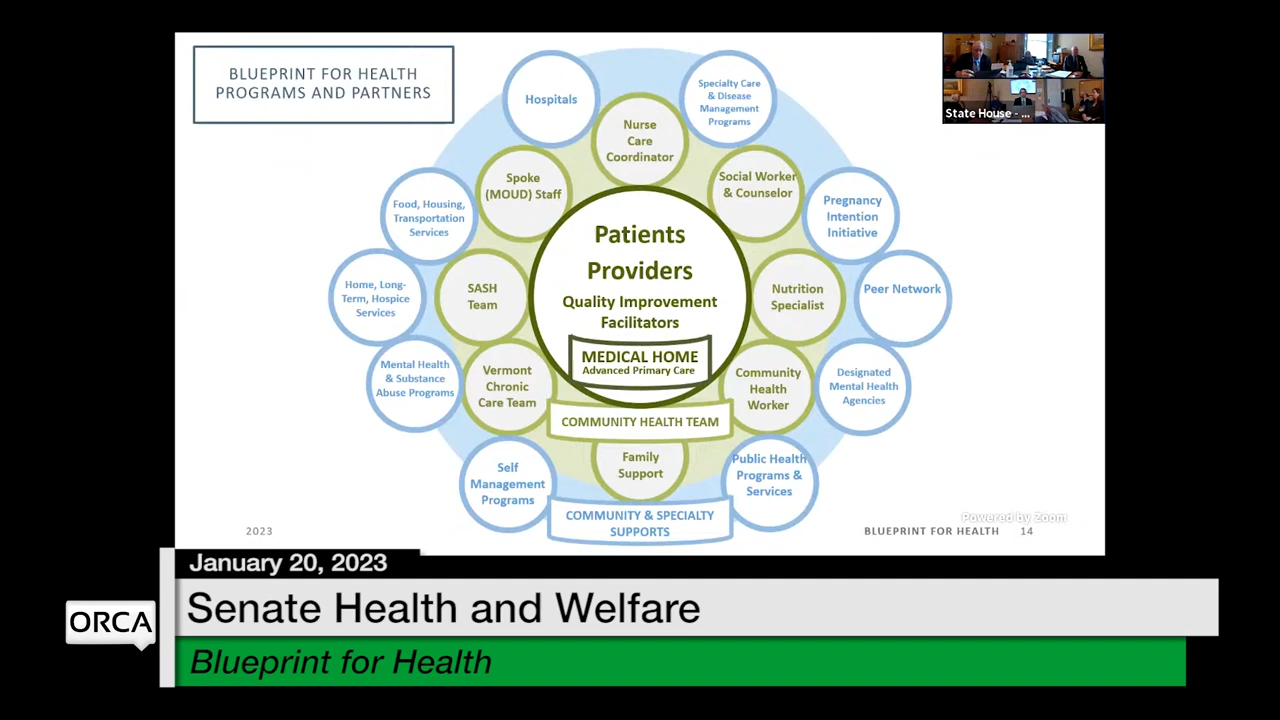 BLUEPRINT FOR HEALTH
PROGRAMS AND PARTNERS
State House - ...
Hospitals
Specialty Care
& Disease
Management
Programs
Nurse
Care
Coordinator
Spoke
(MOUD) Staff
Social Worker
& Counselor
Food, Housing,
Transportation
Services
Pregnancy
Intention
Initiative
Patients
Providers
Quality Improvement
Facilitators
MEDICAL HOME
Advanced Primary Care
Home, Long-
Term, Hospice
Services
SASH
Team
Nutrition
Specialist
Peer Network
Mental Health
& Substance
Abuse Programs
Vermont
Chronic
Care Team
Community
Health
Worker
Designated
Mental Health
Agencies
COMMUNITY HEALTH TEAM
Family
Support
Self
Management
Programs
Public Health
Programs &
Services
COMMUNITY & SPECIALTY
SUPPORTS
Powered by Zoom
2023
BLUEPRINT FOR HEALTH 14
January 20, 2023
ORCA
Senate Health and Welfare
Blueprint for Health